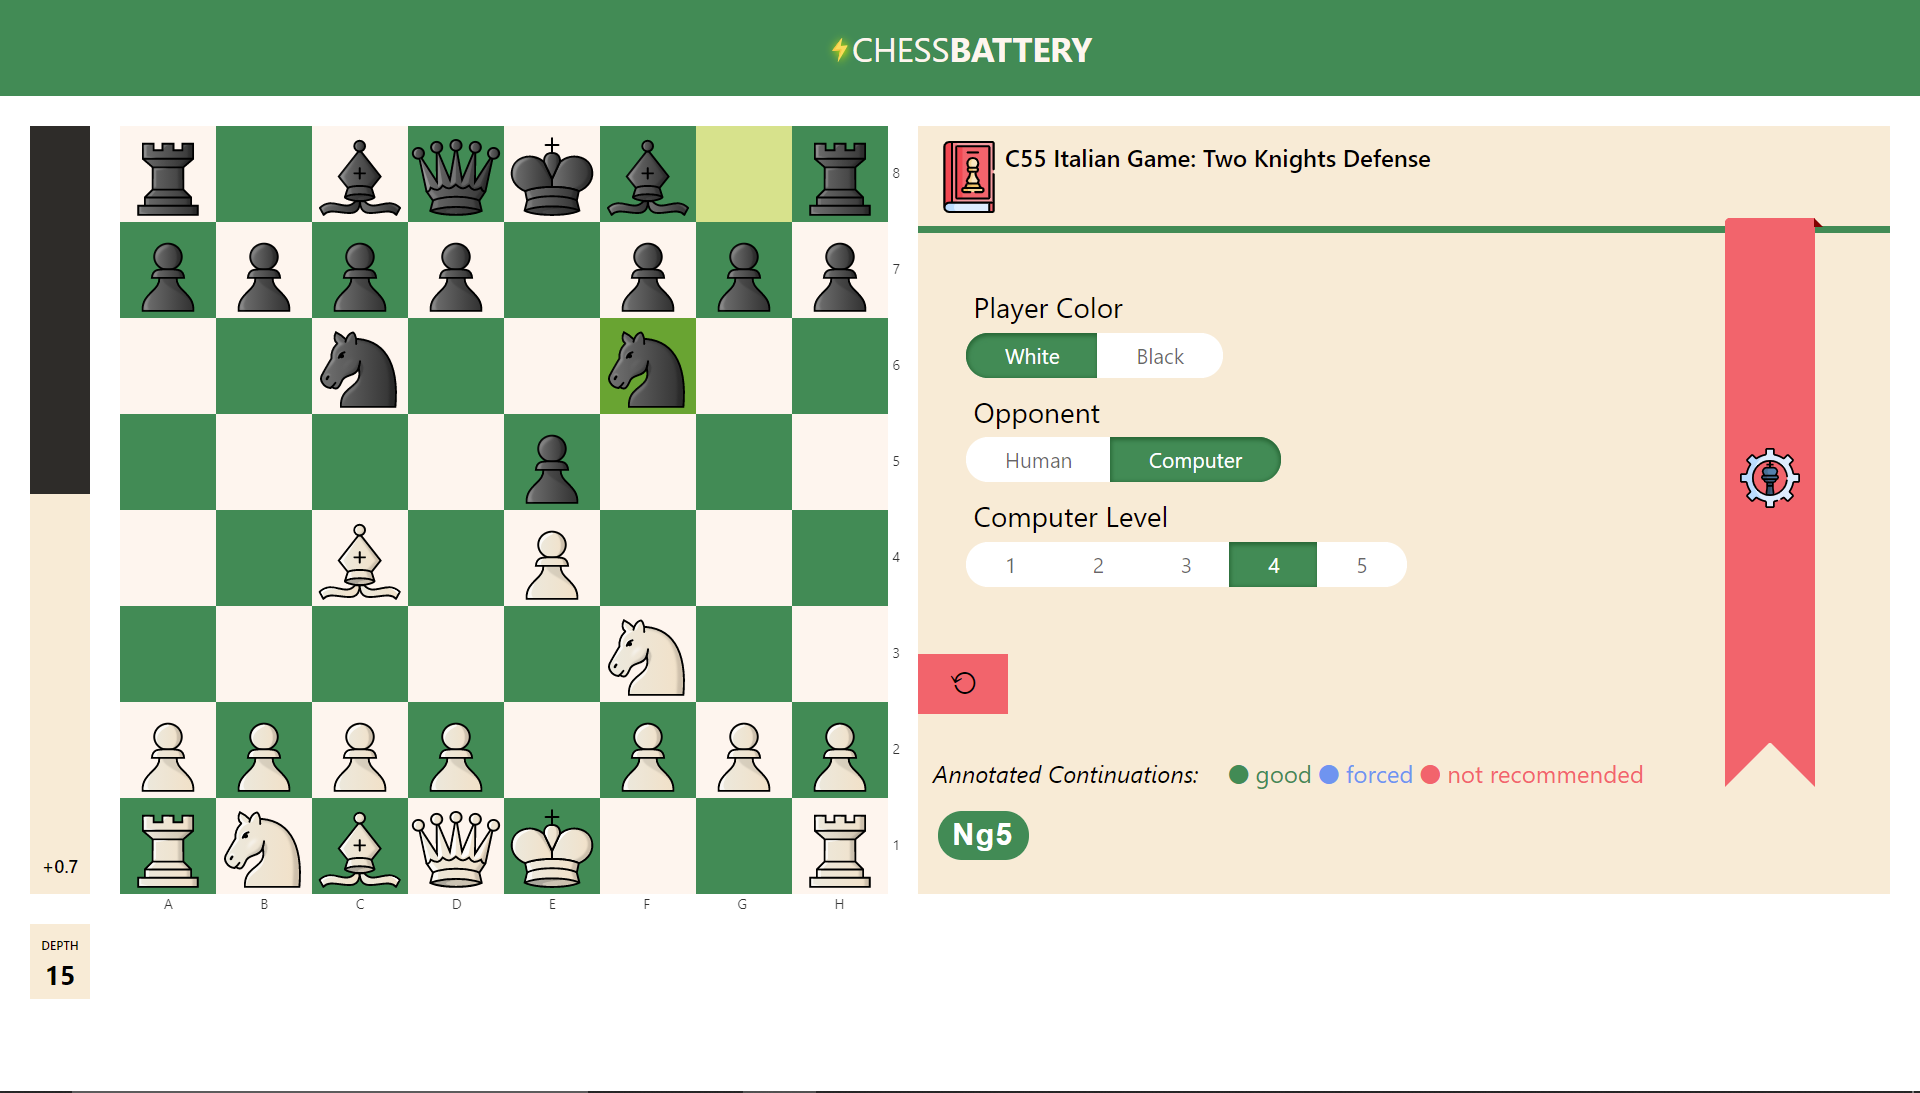 ⚡CHESSBATTERY
C55 Italian Game: Two Knights Defense
8
7
6
5
4
3
2
1
A B C D E F G H
+0.7
DEPTH
15
Player Color
White Black
Opponent
Human Computer
Computer Level
1 2 3 4 5
Annotated Continuations: good forced not recommended
Ng5